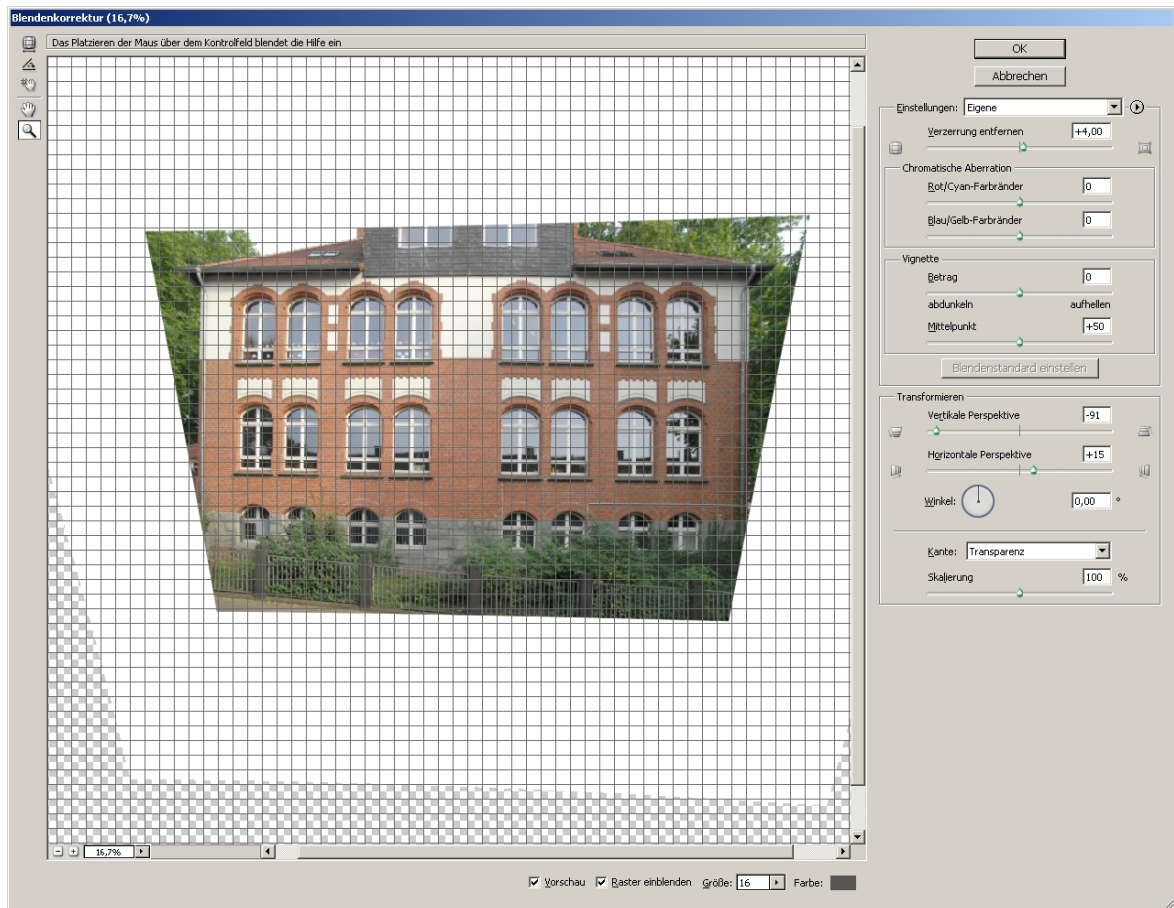 Blendenkorrektur (16,7%)
Das Platzieren der Maus über dem Kontrolfeld blendet die Hilfe ein
OK
Abbrechen
Einstellungen: Eigene
Verzerrung entfernen +4,00
Chromatische Aberration
Rot/Cyan-Farbränder 0
Blau/Gelb-Farbränder 0
Vignette
Betrag 0
abdunkeln aufhellen
Mittelpunkt +50
Blendenstandard einstellen
Transformieren
Vertikale Perspektive -91
Horizontale Perspektive +15
Winkel: 0,00 °
Kante: Transparenz
Skalierung 100 %
16,7%
Vorschau Raster einblenden Größe: 16 Farbe: